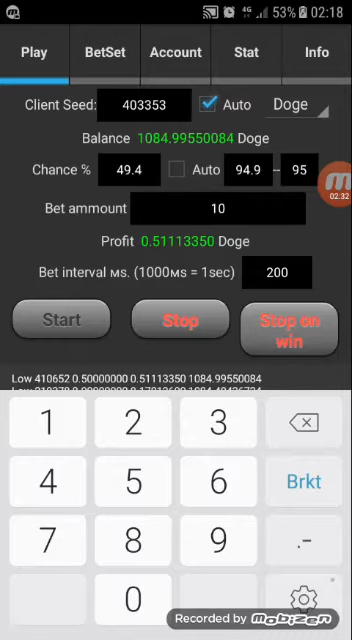 4G 53% 02:18
Play BetSet Account Stat Info
Client Seed: 403353 Auto Doge
Balance 1084.99550084 Doge
Chance % 49.4 Auto 94.9 -- 95
02:32
Bet ammount 10
Profit 0.51113350 Doge
Bet interval мs. (1000мs = 1sec) 200
Start Stop Stop on win
Low 410652 0.50000000 0.51113350 1084.99550084
1 2 3
4 5 6 Brkt
7 8 9 .-
0
Recorded by Mobizen